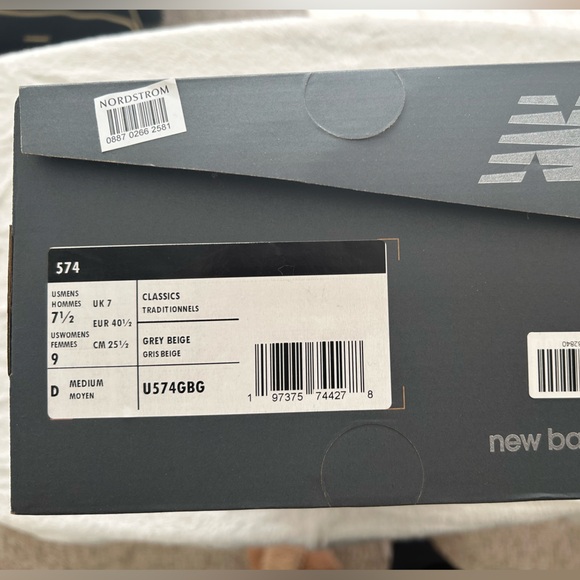 NORDSTROM
0887 0266 2581
574
USMENS
HOMMES
7½
UK 7
EUR 40½
USWOMENS
FEMMES
9
CM 25½
D
MEDIUM
MOYEN
CLASSICS
TRADITIONNELS
GREY BEIGE
GRIS BEIGE
U574GBG
1 97375 74427 8
new ba